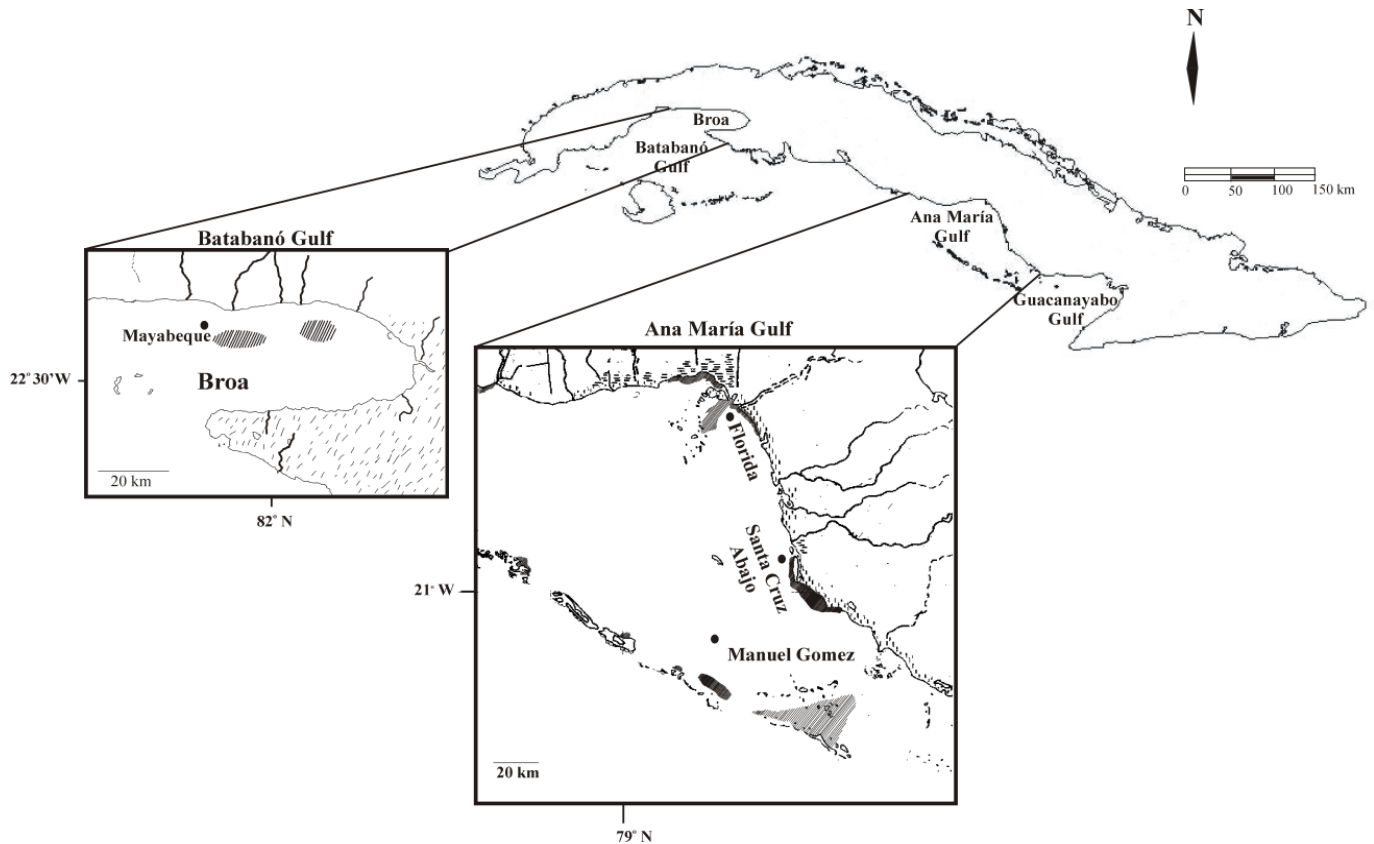 N
Broa
Batabanó
Gulf
0 50 100 150 km
Ana María
Gulf
Guacanayabo
Gulf
Batabanó Gulf
Mayabeque
Broa
22° 30"W
20 km
82° N
Ana María Gulf
Florida
Santa Cruz
Abajo
21° W
Manuel Gomez
20 km
79° N